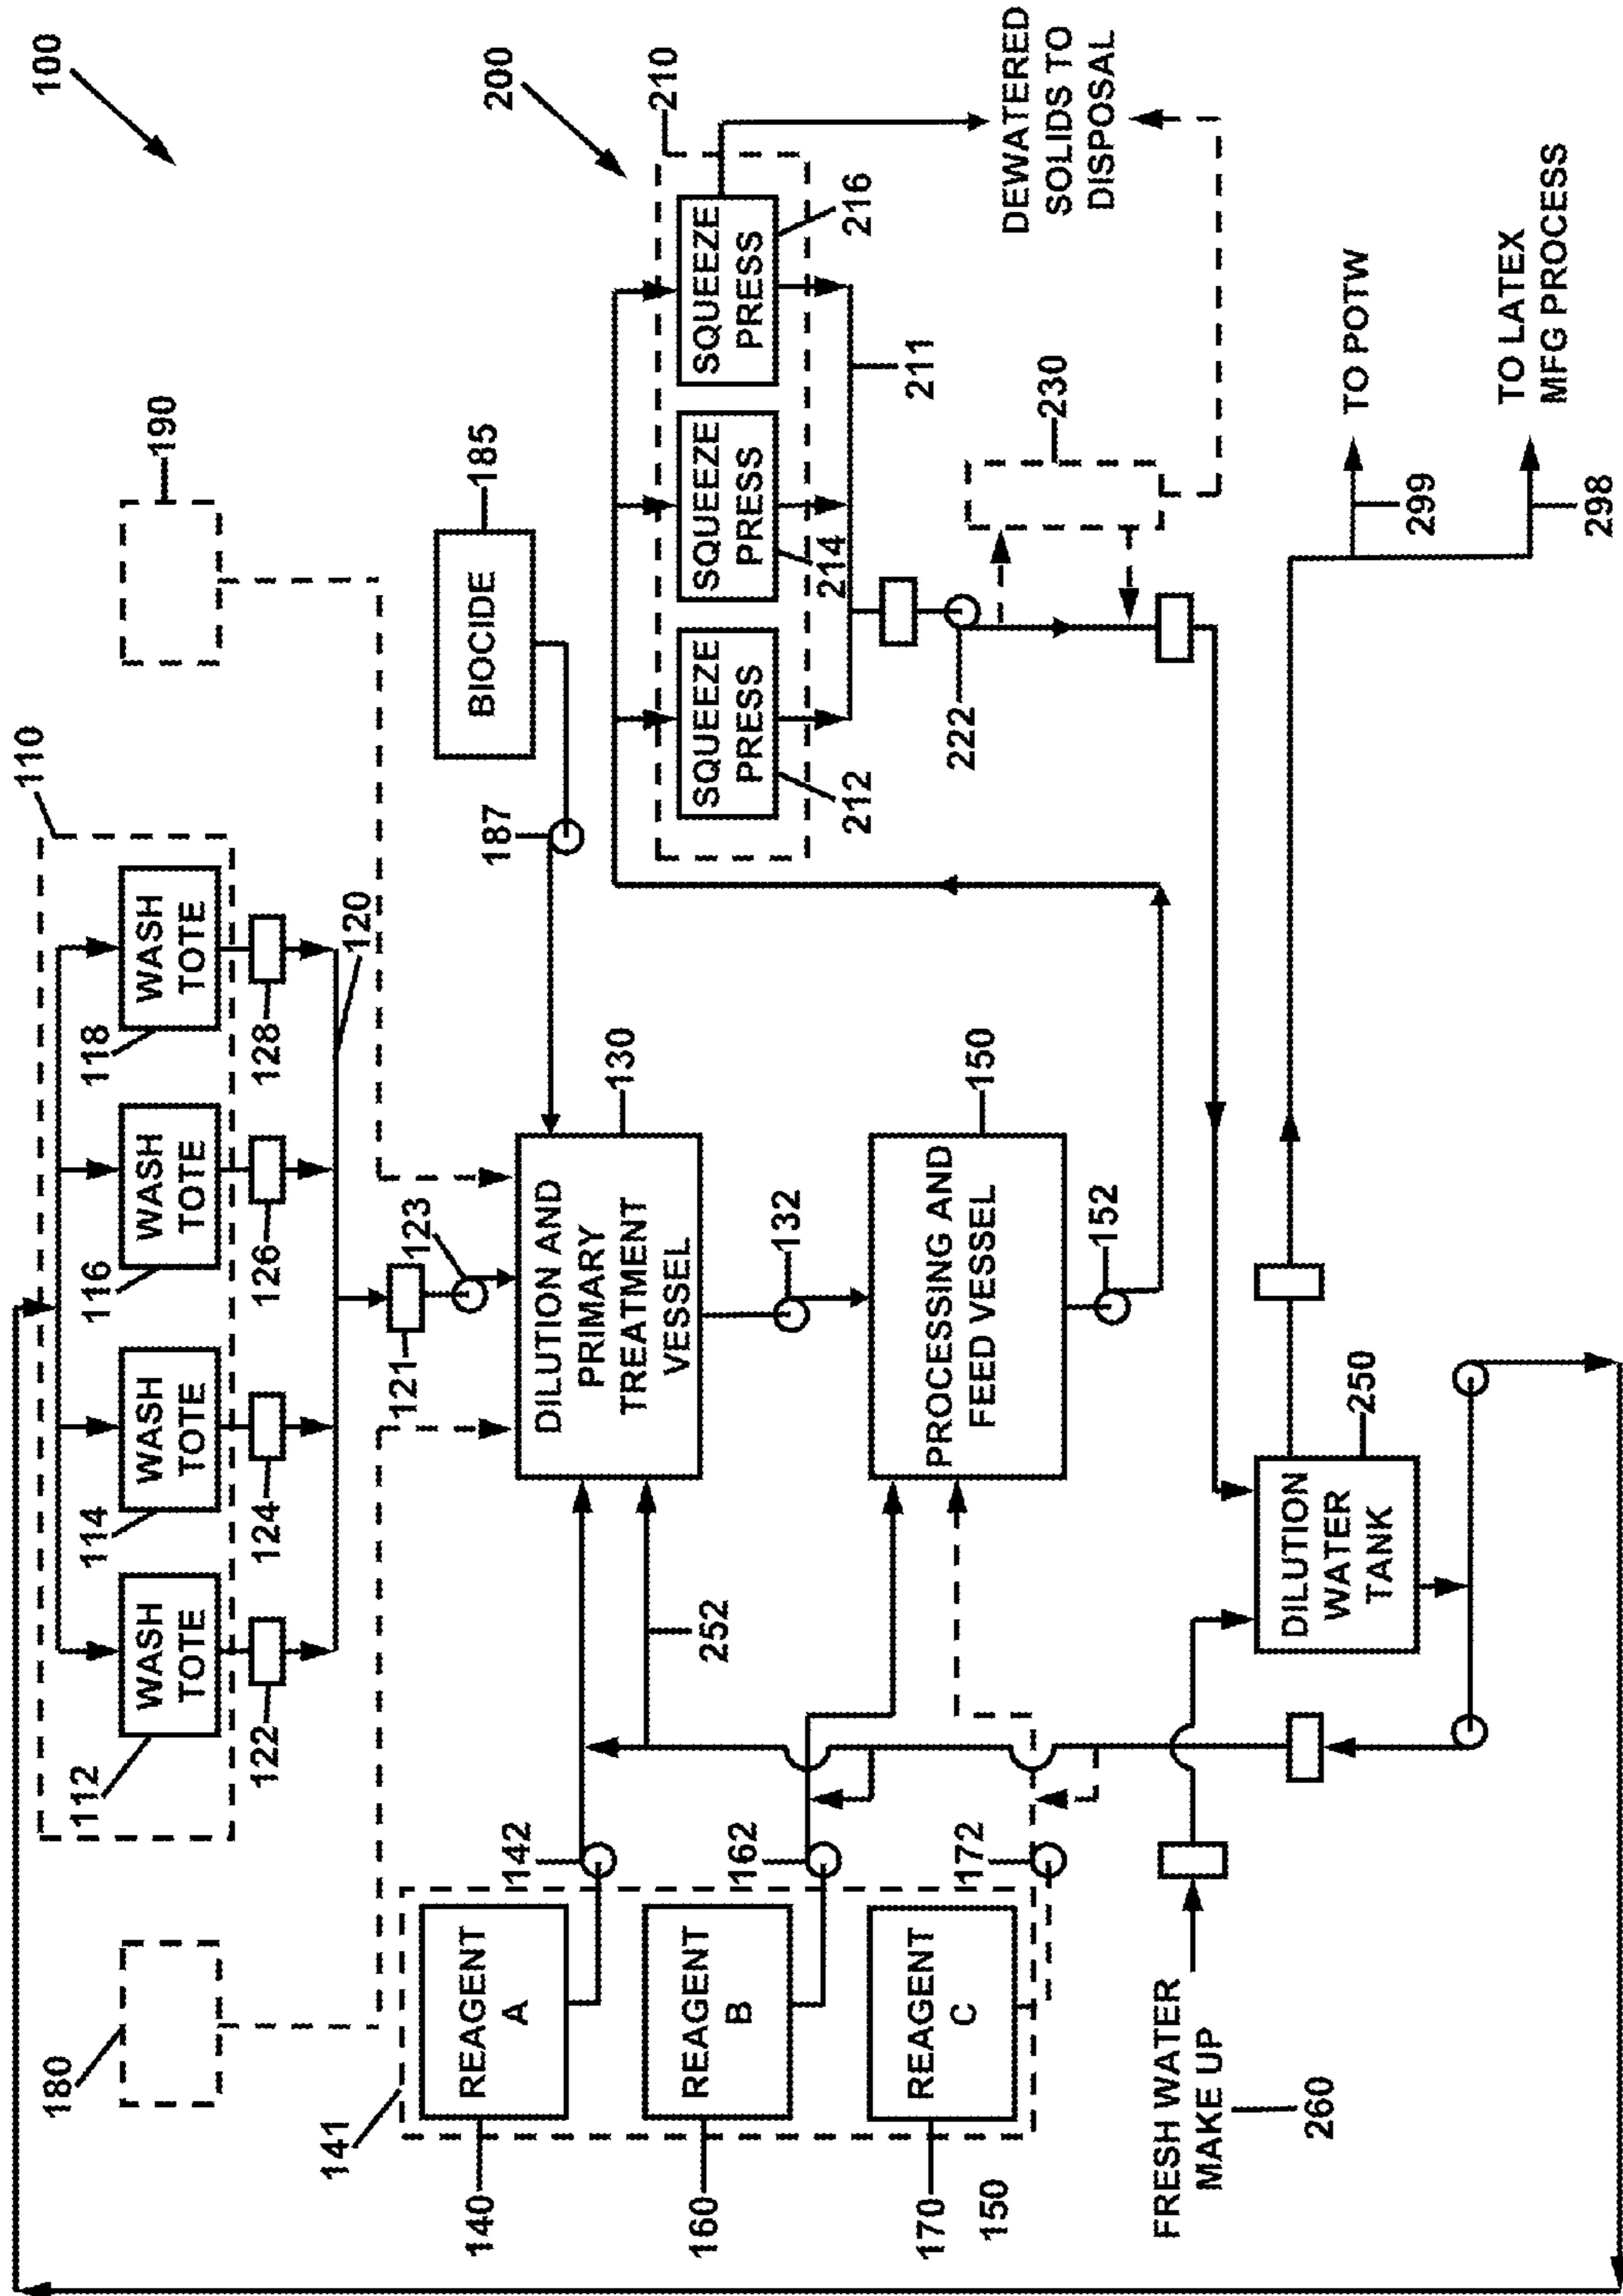 100
110
190
180
WASH
TOTE
112
WASH
TOTE
114
WASH
TOTE
116
WASH
TOTE
118
122
124
126
128
120
121
123
141
REAGENT
A
140
142
REAGENT
B
160
162
REAGENT
C
170
172
150
252
DILUTION AND
PRIMARY
TREATMENT
VESSEL
130
132
PROCESSING AND
FEED VESSEL
150
152
BIOCIDE
185
187
200
210
SQUEEZE
PRESS
212
SQUEEZE
PRESS
214
SQUEEZE
PRESS
216
211
222
230
DEWATERED
SOLIDS TO
DISPOSAL
FRESH WATER
MAKE UP
260
DILUTION
WATER
TANK
250
TO POTW
299
TO LATEX
MFG PROCESS
298